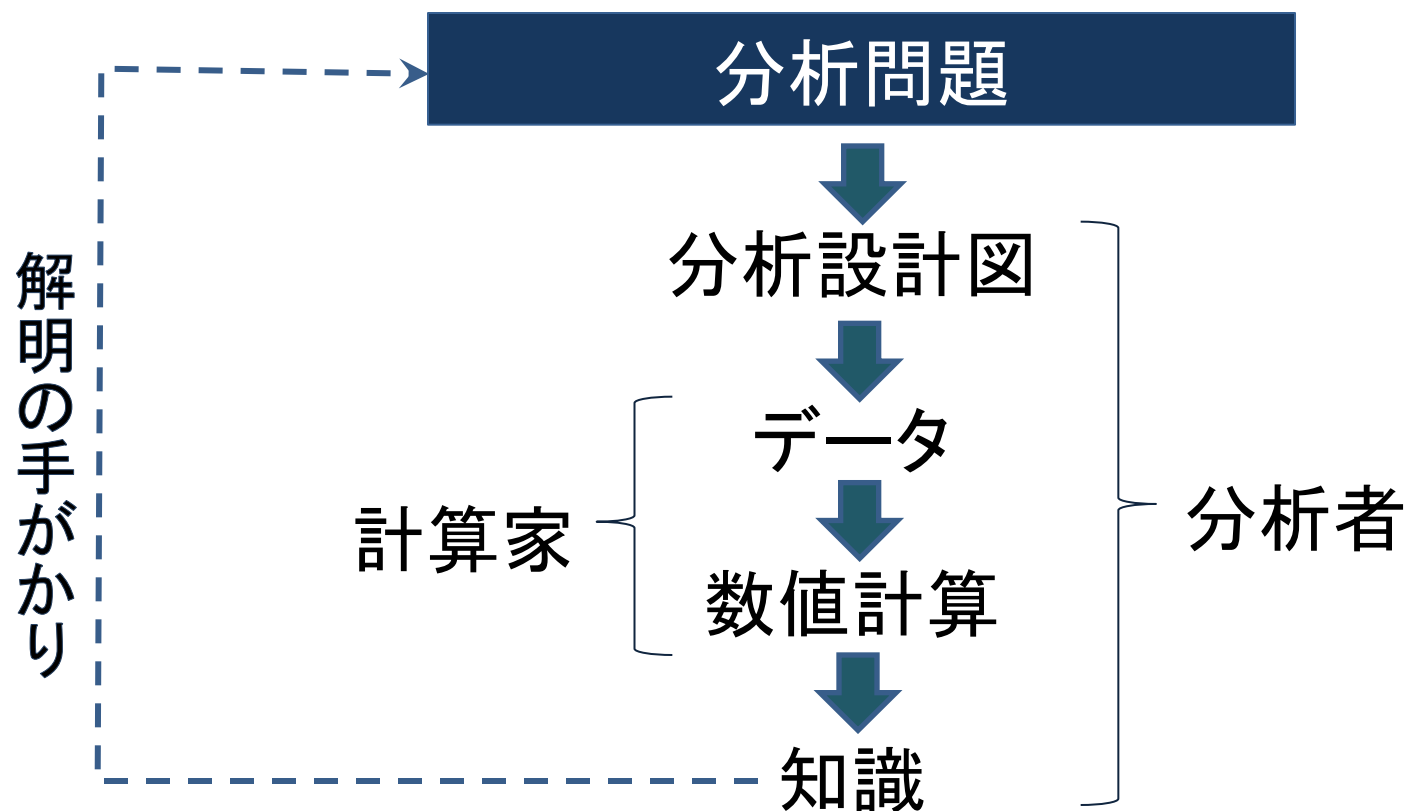 分析問題
分析設計図
データ
数値計算
知識
計算家
分析者
解明の手がかり